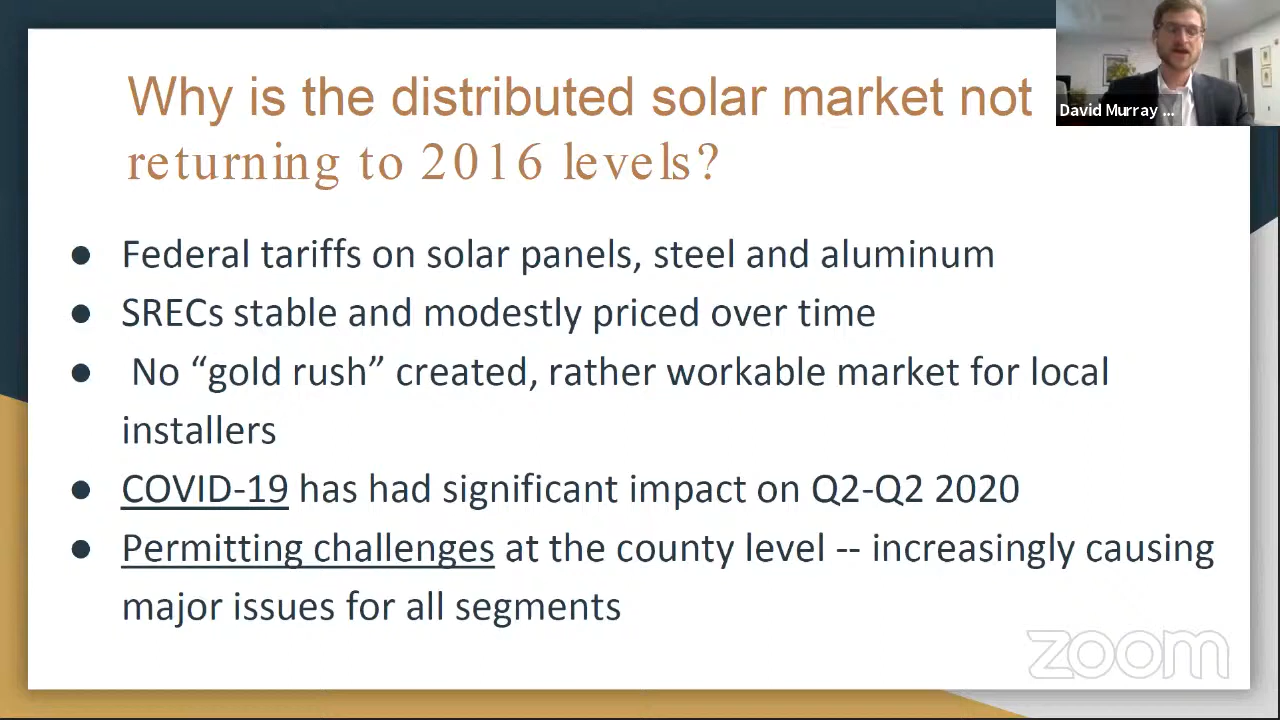 Why is the distributed solar market not
returning to 2016 levels?
David Murray ...
● Federal tariffs on solar panels, steel and aluminum
● SRECs stable and modestly priced over time
● No “gold rush” created, rather workable market for local
installers
● COVID-19 has had significant impact on Q2-Q2 2020
● Permitting challenges at the county level -- increasingly causing
major issues for all segments
zoom